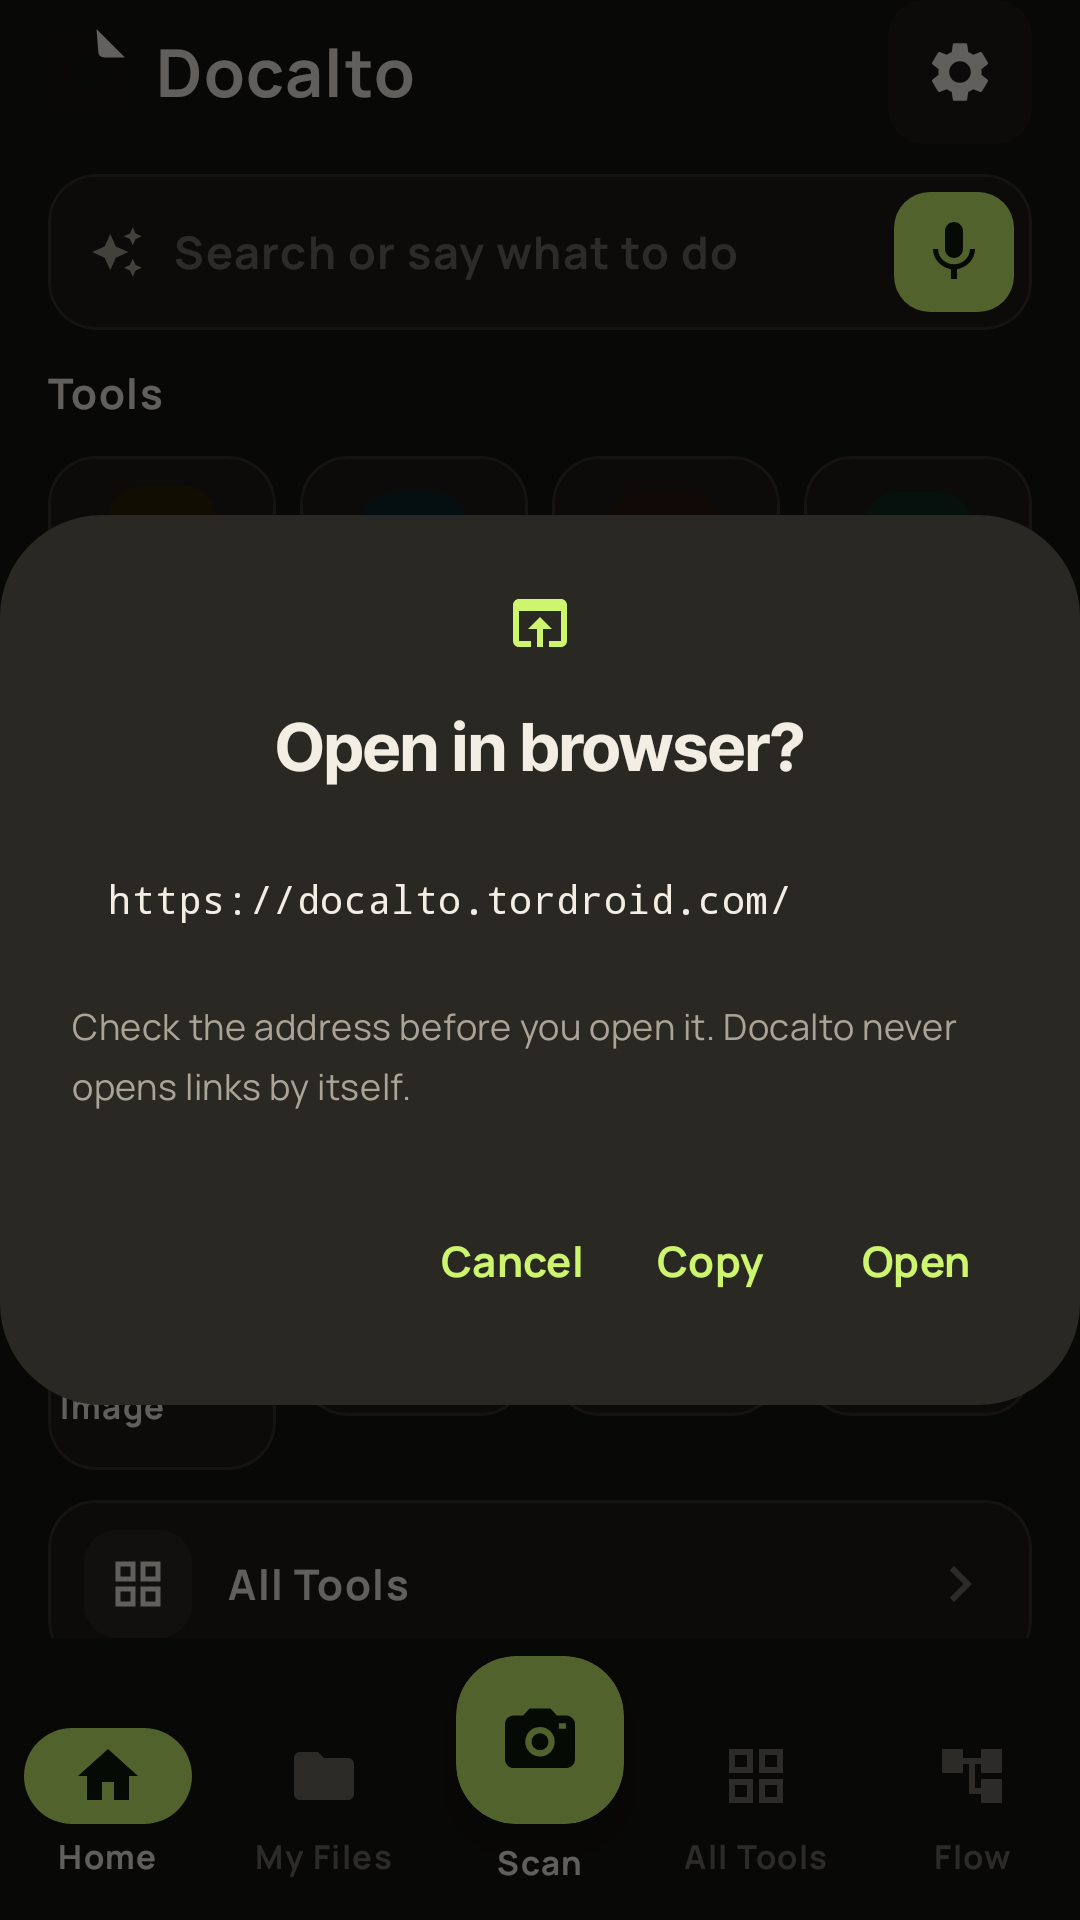 Docalto
Search or say what to do
Tools
Open in browser?
https://docalto.tordroid.com/
Check the address before you open it. Docalto never
opens links by itself.
Cancel Copy Open
Image
All Tools
Home My Files Scan All Tools Flow